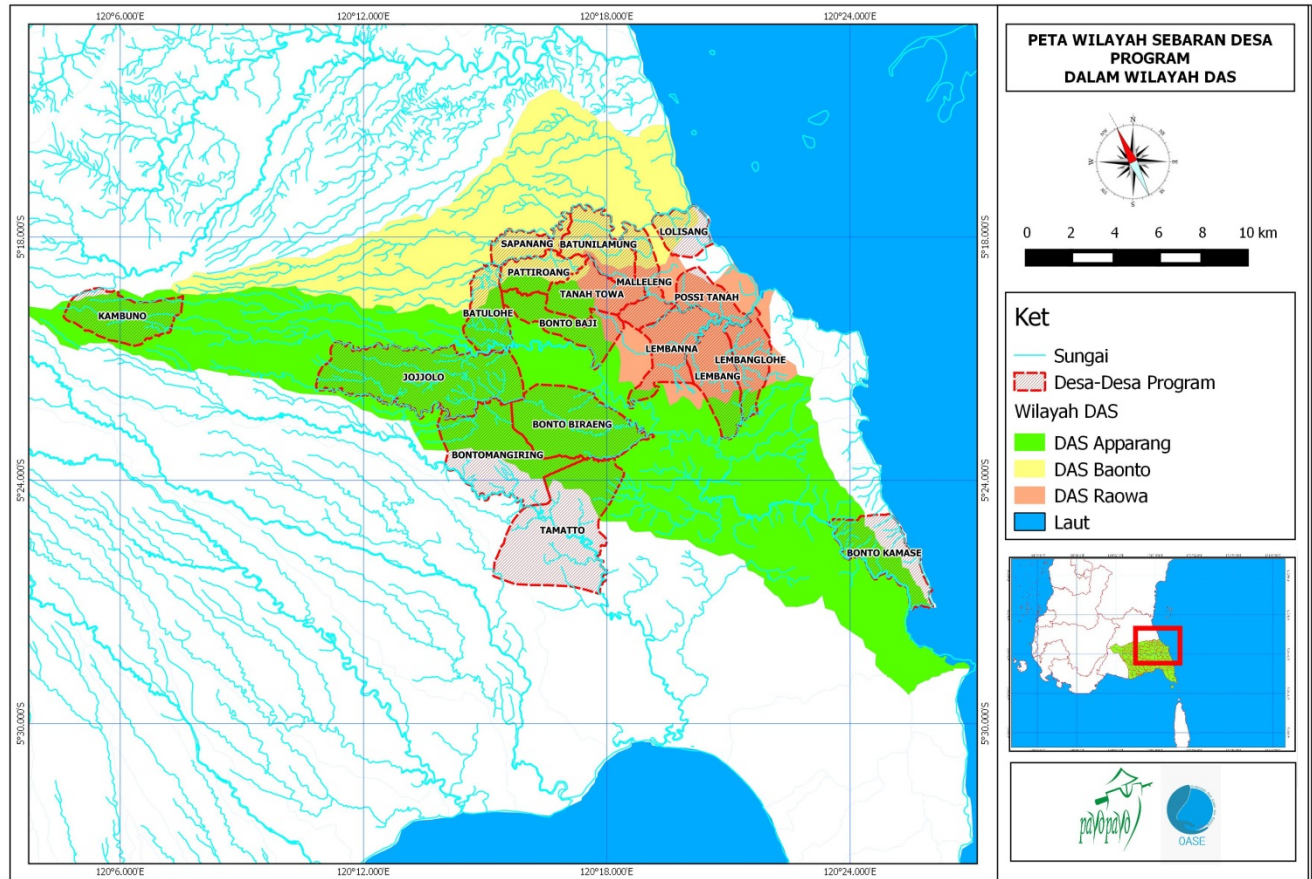 120°6.000'E
120°12.000'E
120°18.000'E
120°24.000'E
5°18.000'S
5°24.000'S
5°30.000'S
LOLISANG
SAPANANG
BATUNILAMUNG
PATTIROANG
MALLELENG
TANAH TOWA
POSSI TANAH
KAMBUNO
BATULOHE
BONTO BAJI
LEMBANNA
LEMBANGLOHE
JOJJOLO
LEMBANG
BONTO BIRAENG
BONTOMANGIRING
TAMATTO
BONTO KAMASE
5°18.000'S
5°24.000'S
5°30.000'S
120°6.000'E
120°12.000'E
120°18.000'E
120°24.000'E
PETA WILAYAH SEBARAN DESA
PROGRAM
DALAM WILAYAH DAS
N
W
E
S
0 2 4 6 8 10 km
Ket
Sungai
Desa-Desa Program
Wilayah DAS
DAS Apparang
DAS Baonto
DAS Raowa
Laut
payo payo
OASE